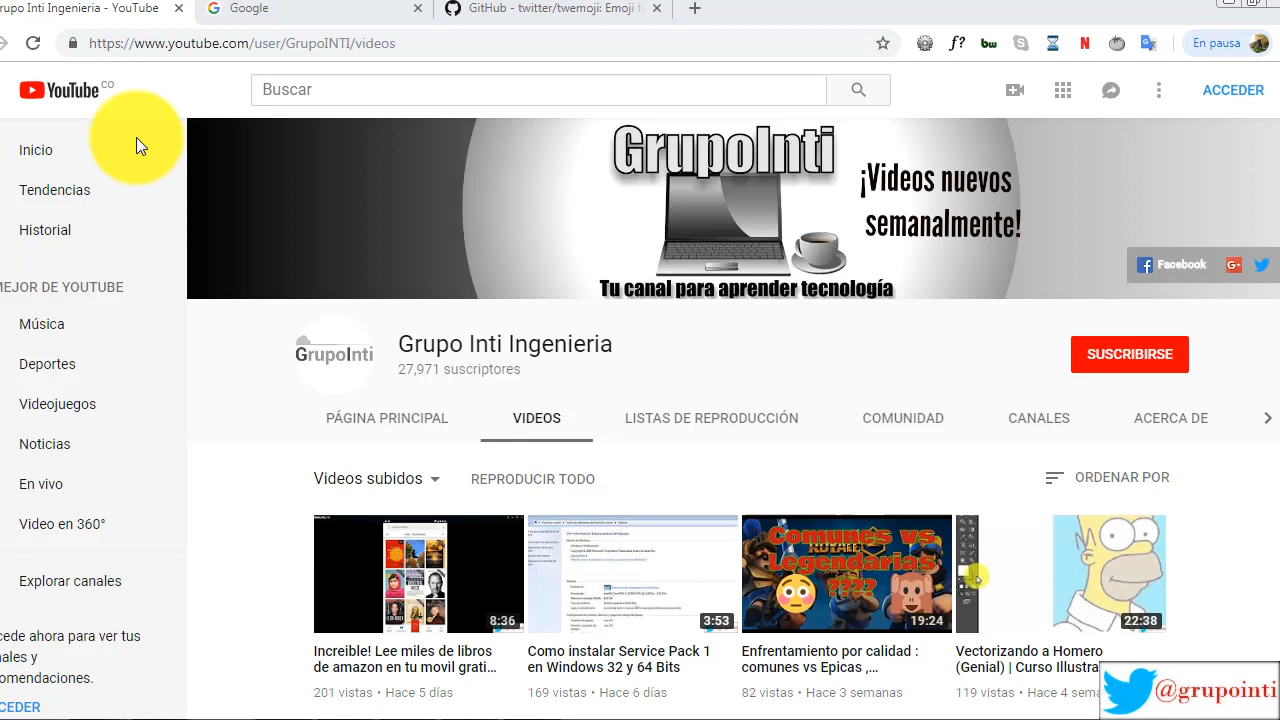 rupo Inti Ingenieria - YouTube
Google
GitHub - twitter/twemoji: Emoji f
https://www.youtube.com/user/GrupoINTI/videos
f?
bw
N
En pausa
YouTube CO
Buscar
ACCEDER
Inicio
Tendencias
Historial
MEJOR DE YOUTUBE
Música
Deportes
Videojuegos
Noticias
En vivo
Video en 360°
Explorar canales
GrupoInti
¡Videos nuevos
semanalmente!
Tu canal para aprender tecnología
Facebook
GrupoInti
Grupo Inti Ingenieria
27,971 suscriptores
SUSCRIBIRSE
PÁGINA PRINCIPAL
VIDEOS
LISTAS DE REPRODUCCIÓN
COMUNIDAD
CANALES
ACERCA DE
Videos subidos
REPRODUCIR TODO
ORDENAR POR
Comunes vs
Legendarias
????
8:36
3:53
19:24
22:38
Increible! Lee miles de libros
de amazon en tu movil grati...
201 vistas • Hace 5 días
Como instalar Service Pack 1
en Windows 32 y 64 Bits
169 vistas • Hace 6 días
Enfrentamiento por calidad :
comunes vs Epicas ,...
82 vistas • Hace 3 semanas
Vectorizando a Homero
(Genial) | Curso Illustra
119 vistas • Hace 4 sema
ecte ahora para ver tus
nales y
omendaciones.
CEDER
@grupointi